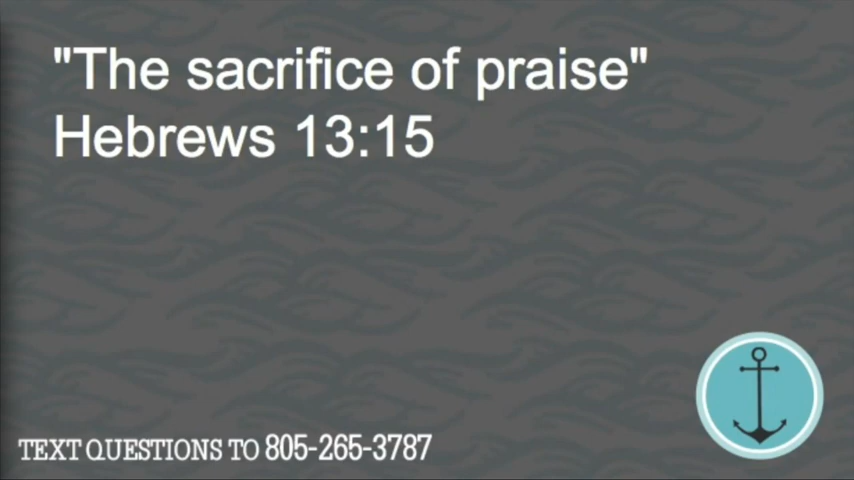 "The sacrifice of praise"
Hebrews 13:15
TEXT QUESTIONS TO 805-265-3787